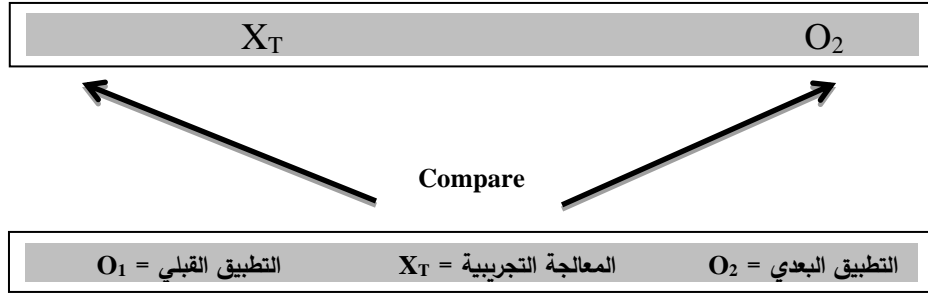 X_T O_2
Compare
O_1 = التطبيق القبلي X_T = المعالجة التجريبية O_2 = التطبيق البعدي